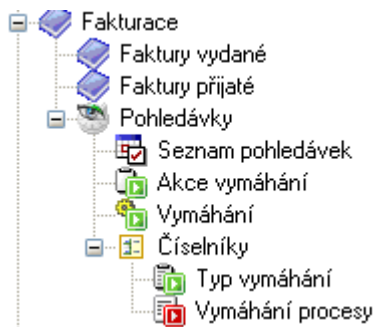 Fakturace
Faktury vydané
Faktury přijaté
Pohledávky
Seznam pohledávek
Akce vymáhání
Vymáhání
Číselníky
Typ vymáhání
Vymáhání procesy